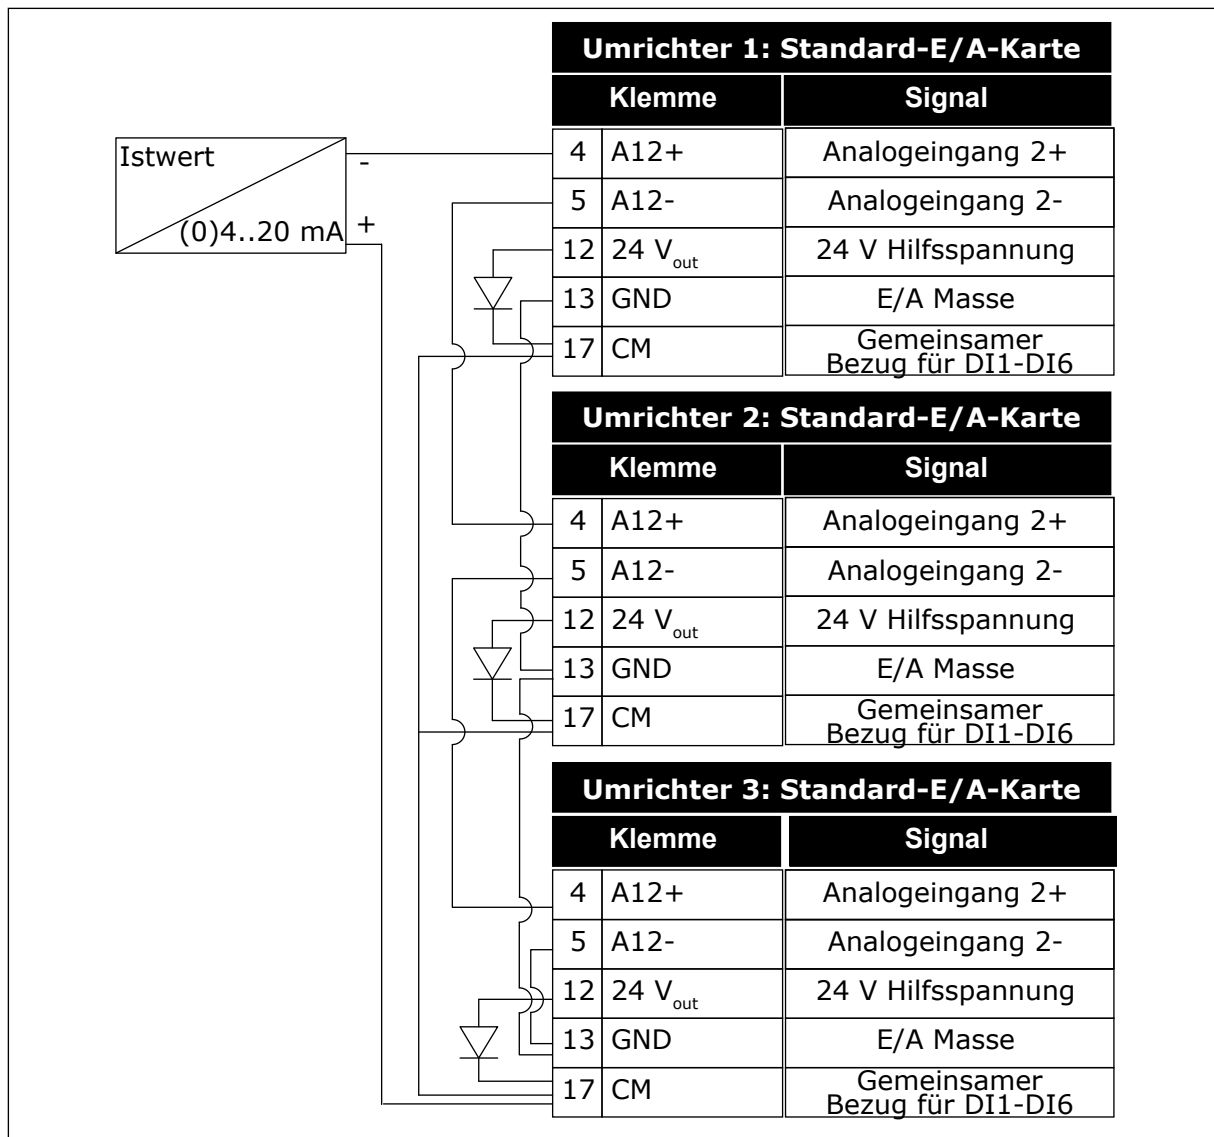 Umrichter 1: Standard-E/A-Karte
Klemme Signal
Istwert
(0)4..20 mA
-
+
4 A12+ Analogeingang 2+
5 A12- Analogeingang 2-
12 24 Vout 24 V Hilfsspannung
13 GND E/A Masse
17 CM Gemeinsamer
Bezug für DI1-DI6
Umrichter 2: Standard-E/A-Karte
Klemme Signal
4 A12+ Analogeingang 2+
5 A12- Analogeingang 2-
12 24 Vout 24 V Hilfsspannung
13 GND E/A Masse
17 CM Gemeinsamer
Bezug für DI1-DI6
Umrichter 3: Standard-E/A-Karte
Klemme Signal
4 A12+ Analogeingang 2+
5 A12- Analogeingang 2-
12 24 Vout 24 V Hilfsspannung
13 GND E/A Masse
17 CM Gemeinsamer
Bezug für DI1-DI6